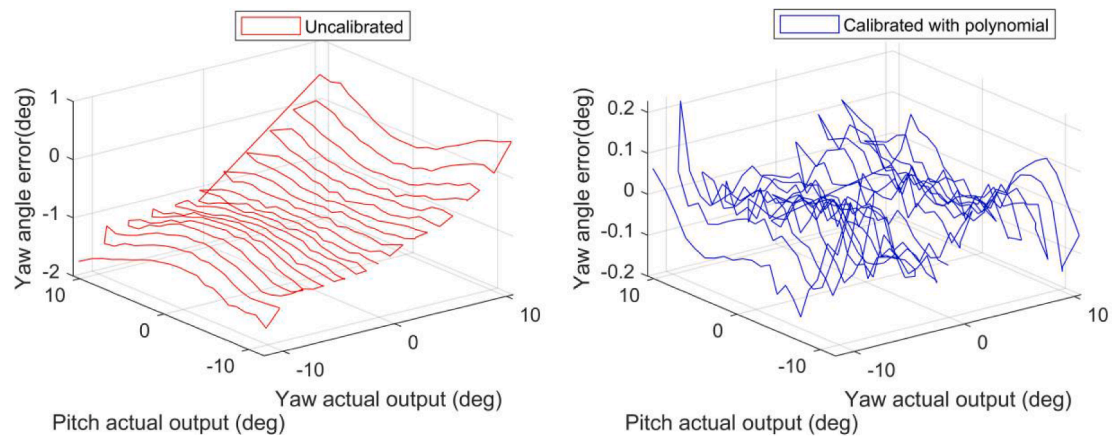 Uncalibrated
Yaw angle error(deg)
1
0
-1
-2
10
0
-10
-10
0
10
Yaw actual output (deg)
Pitch actual output (deg)
Calibrated with polynomial
Yaw angle error(deg)
0.2
0.1
0
-0.1
-0.2
10
0
-10
-10
0
10
Yaw actual output (deg)
Pitch actual output (deg)